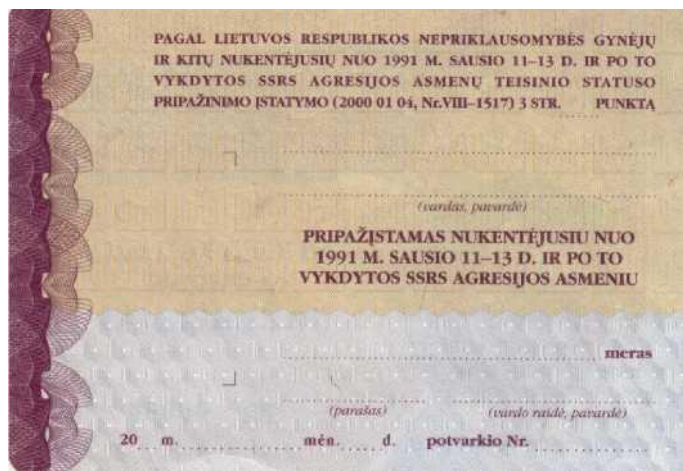 PAGAL LIETUVOS RESPUBLIKOS NEPRIKLAUSOMYBĖS GYNĖJŲ
IR KITŲ NUKENTĖJUSIŲ NUO 1991 M. SAUSIO 11–13 D. IR PO TO
VYKDYTOS SSRS AGRESIJOS ASMENŲ TEISINIO STATUSO
PRIPAŽINIMO ĮSTATYMO (2000 01 04, Nr.VIII–1517) 3 STR. PUNKTĄ
(vardas, pavardė)
PRIPAŽĮSTAMAS NUKENTĖJUSIU NUO
1991 M. SAUSIO 11–13 D. IR PO TO
VYKDYTOS SSRS AGRESIJOS ASMENIU
meras
(parašas) (vardo raidė, pavardė)
20 m. mėn. d. potvarkio Nr.